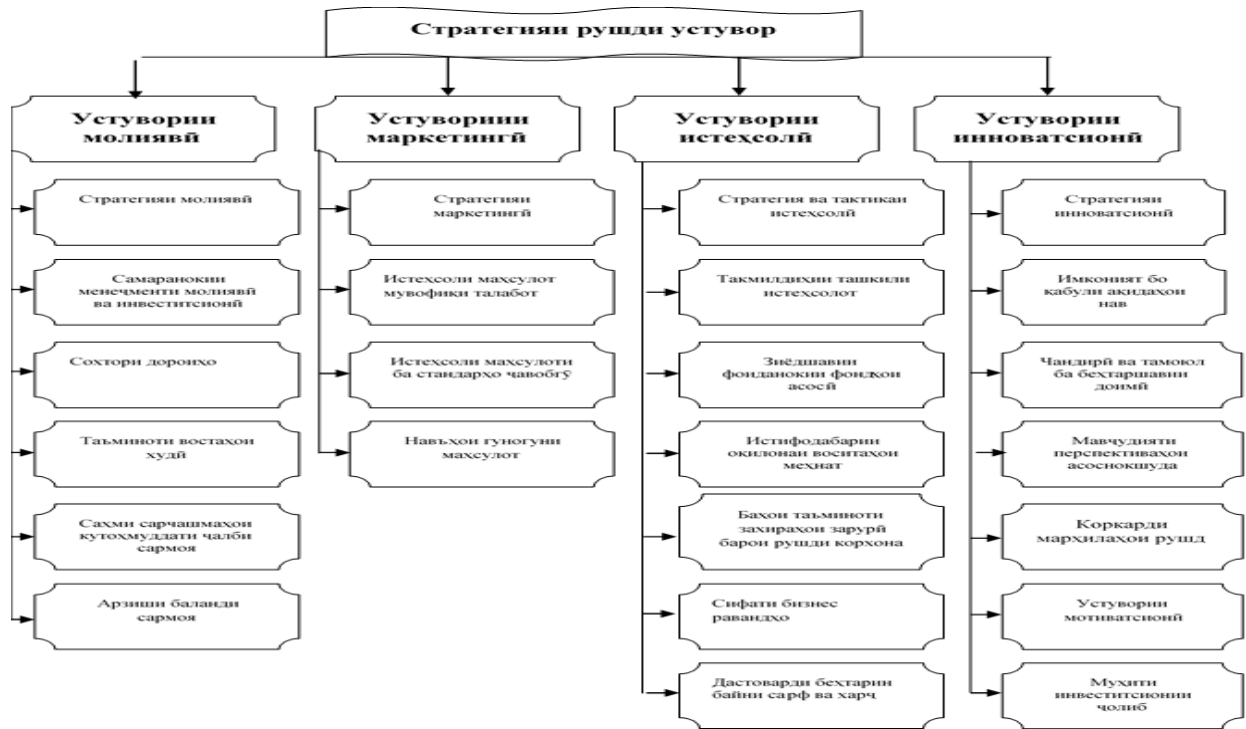 Стратегияи рушди устувор
Устувории
молиявӣ
Стратегияи молиявӣ
Самаранокии
менеҷменти молиявӣ
ва инвеститсионӣ
Сохтори дороиҳо
Таъминоти востаҳои
худӣ
Саҳми сарчашмаҳои
кутоҳмуддати ҷалби
сармоя
Арзиши баланди
сармоя
Устувориии
маркетингӣ
Стратегияи
маркетингӣ
Истеҳсоли маҳсулот
мувофиқи талабот
Истеҳсоли маҳсулоти
ба стандарҳо ҷавобгӯ
Навъҳои гуногуни
маҳсулот
Устувории
истеҳсолӣ
Стратегия ва тактикаи
истеҳсолӣ
Такмилдиҳии ташкили
истеҳсолот
Зиёдшавии
фоиданокии фондҳои
асосӣ
Истифодабарии
оқилонаи воситаҳои
меҳнат
Баҳои таъминоти
захираҳои зарурӣ
барои рушди корхона
Сифати бизнес
равандҳо
Дастоварди беҳтарин
байни сарф ва харҷ
Устувории
инноватсионӣ
Стратегияи
инноватсионӣ
Имконият бо
қабули ақидаҳои
нав
Чандирӣ ва тамоюл
ба беҳтаршавии
доимӣ
Мавҷудияти
перспективаҳои
асоснокшуда
Коркарди
марҳилаҳои рушд
Устувории
мотиватсионӣ
Муҳити
инвеститсионии
ҷолиб